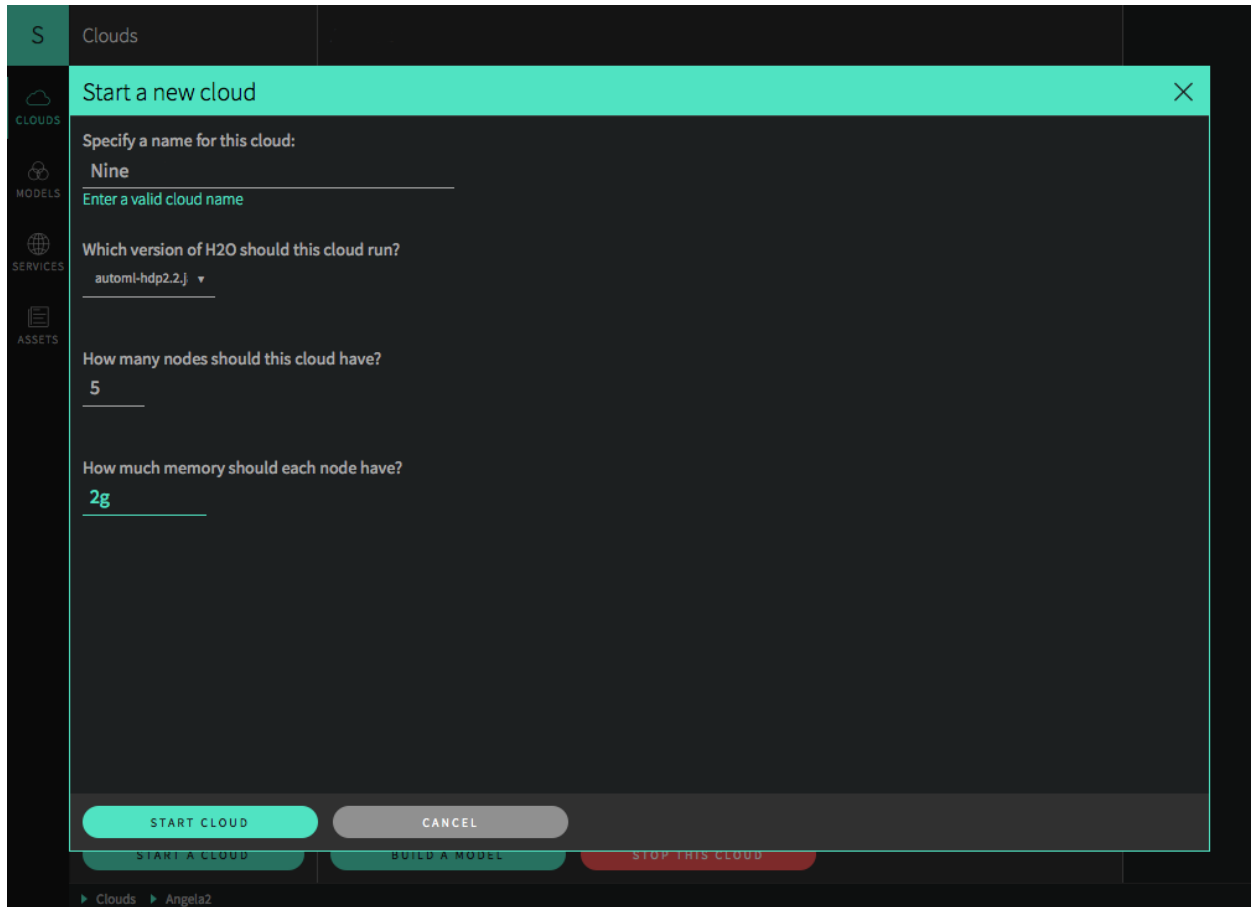 S
Clouds
Start a new cloud
CLOUDS
Specify a name for this cloud:
Nine
MODELS
Enter a valid cloud name
Which version of H2O should this cloud run?
SERVICES
automl-hdp2.2.j
ASSETS
How many nodes should this cloud have?
5
How much memory should each node have?
2g
START CLOUD CANCEL
START A CLOUD BUILD A MODEL STOP THIS CLOUD
Clouds Angela2